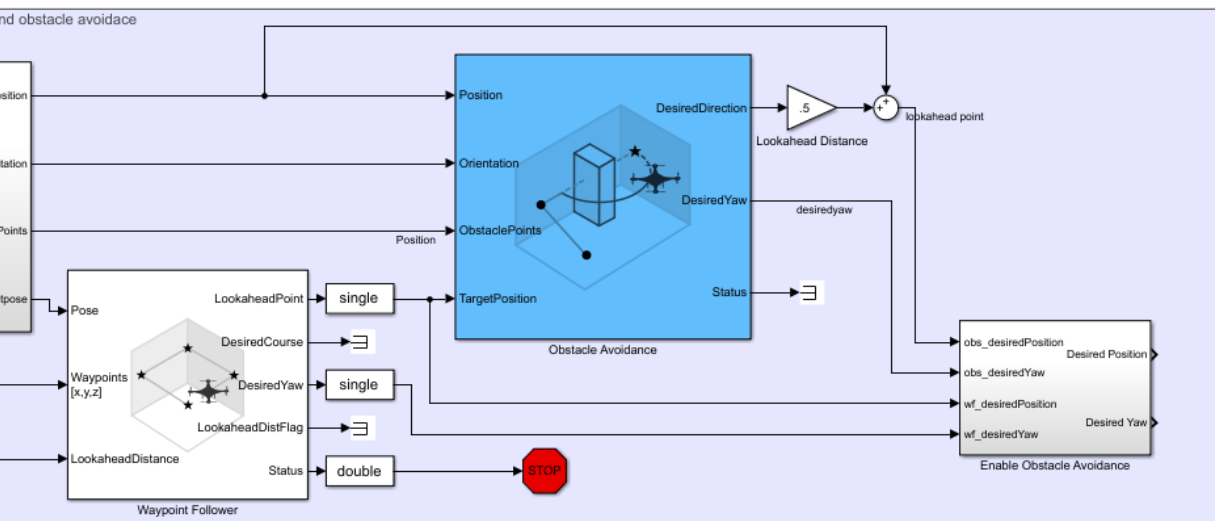 nd obstacle avoidace
sition
Position
DesiredDirection
.5
+
+
lookahead point
Lookahead Distance
tation
Orientation
DesiredYaw
desiredyaw
Points
Position
ObstaclePoints
tpose
Pose
LookaheadPoint
single
TargetPosition
Status
Obstacle Avoidance
DesiredCourse
obs_desiredPosition
Desired Position
obs_desiredYaw
Waypoints
[x,y,z]
DesiredYaw
single
wf_desiredPosition
Desired Yaw
LookaheadDistFlag
wf_desiredYaw
LookaheadDistance
Status
double
STOP
Enable Obstacle Avoidance
Waypoint Follower